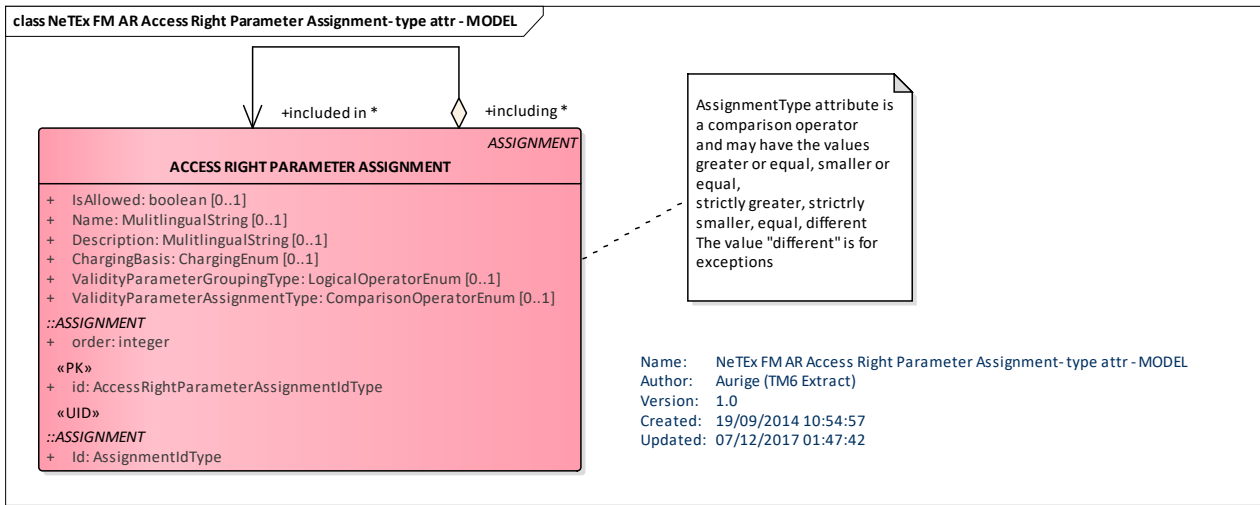 class NeTEx FM AR Access Right Parameter Assignment- type attr - MODEL
+included in *
+including *
ASSIGNMENT
ACCESS RIGHT PARAMETER ASSIGNMENT
+ IsAllowed: boolean [0..1]
+ Name: MulitlingualString [0..1]
+ Description: MulitlingualString [0..1]
+ ChargingBasis: ChargingEnum [0..1]
+ ValidityParameterGroupingType: LogicalOperatorEnum [0..1]
+ ValidityParameterAssignmentType: ComparisonOperatorEnum [0..1]
::ASSIGNMENT
+ order: integer
«PK»
+ id: AccessRightParameterAssignmentIdType
«UID»
::ASSIGNMENT
+ Id: AssignmentIdType
AssignmentType attribute is
a comparison operator
and may have the values
greater or equal, smaller or
equal,
strictly greater, strictrly
smaller, equal, different
The value "different" is for
exceptions
Name: NeTEx FM AR Access Right Parameter Assignment- type attr - MODEL
Author: Aurige (TM6 Extract)
Version: 1.0
Created: 19/09/2014 10:54:57
Updated: 07/12/2017 01:47:42